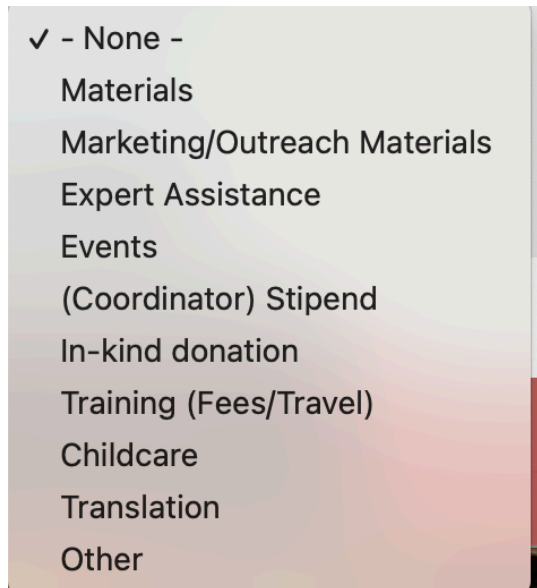 ✓ - None -
Materials
Marketing/Outreach Materials
Expert Assistance
Events
(Coordinator) Stipend
In-kind donation
Training (Fees/Travel)
Childcare
Translation
Other